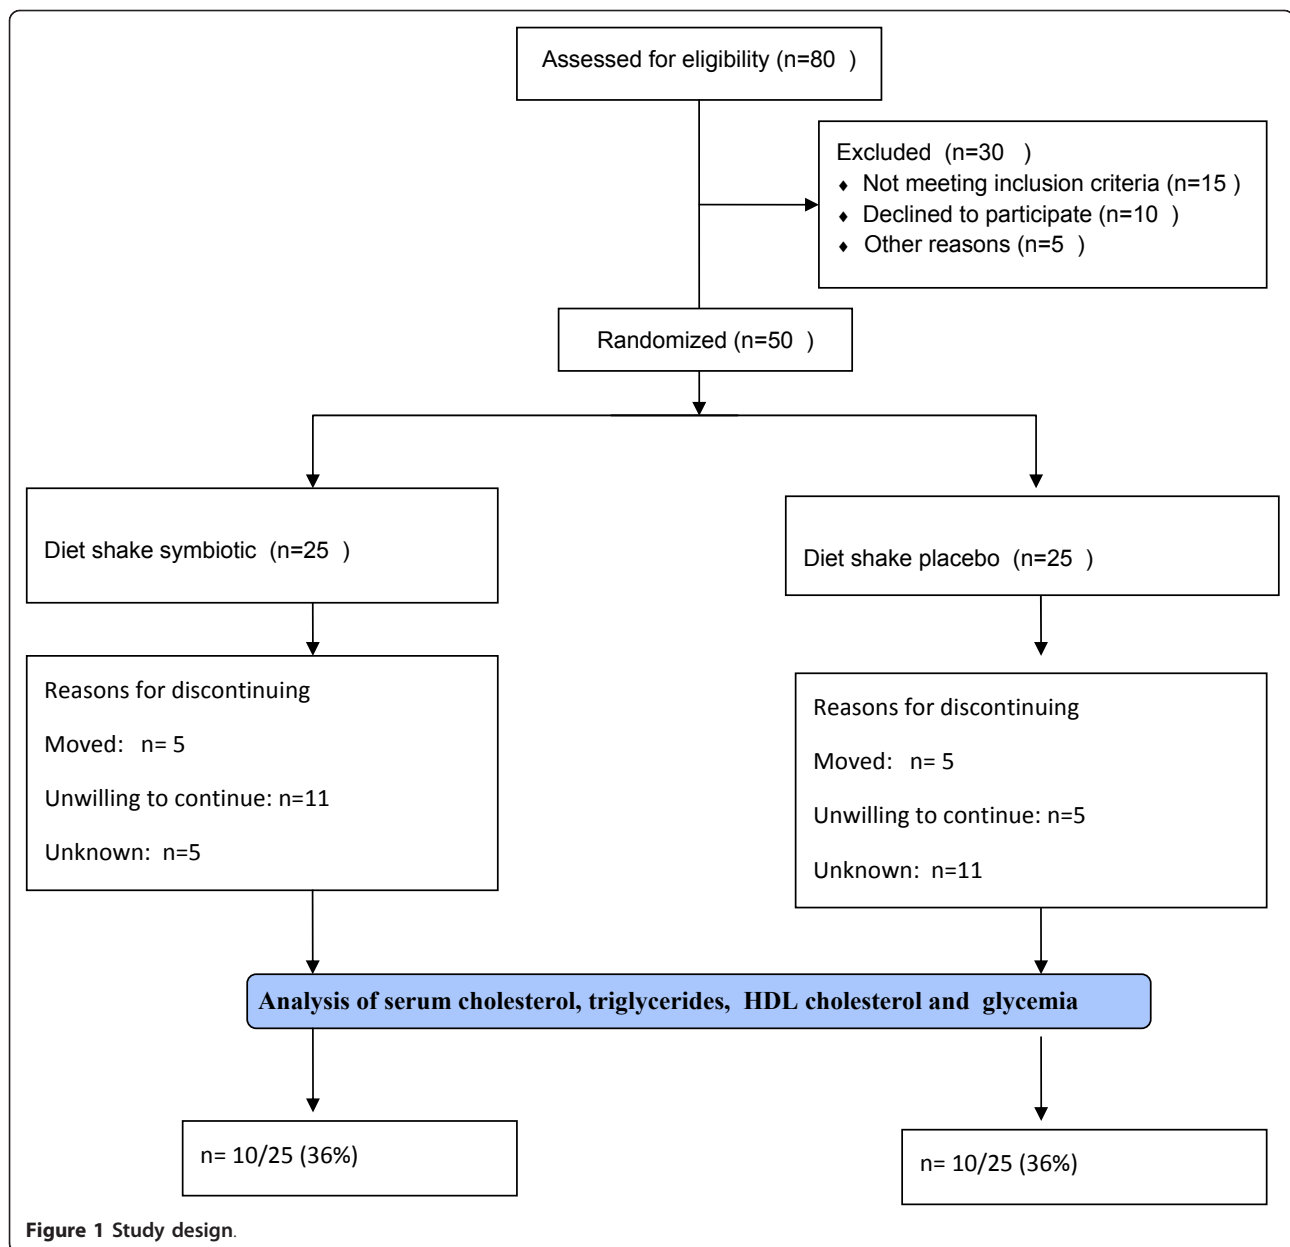 Assessed for eligibility (n=80 )
Excluded (n=30 )
♦ Not meeting inclusion criteria (n=15 )
♦ Declined to participate (n=10 )
♦ Other reasons (n=5 )
Randomized (n=50 )
Diet shake symbiotic (n=25 )
Diet shake placebo (n=25 )
Reasons for discontinuing
Moved: n= 5
Unwilling to continue: n=11
Unknown: n=5
Reasons for discontinuing
Moved: n= 5
Unwilling to continue: n=5
Unknown: n=11
Analysis of serum cholesterol, triglycerides, HDL cholesterol and glycemia
n= 10/25 (36%)
n= 10/25 (36%)
Figure 1 Study design.